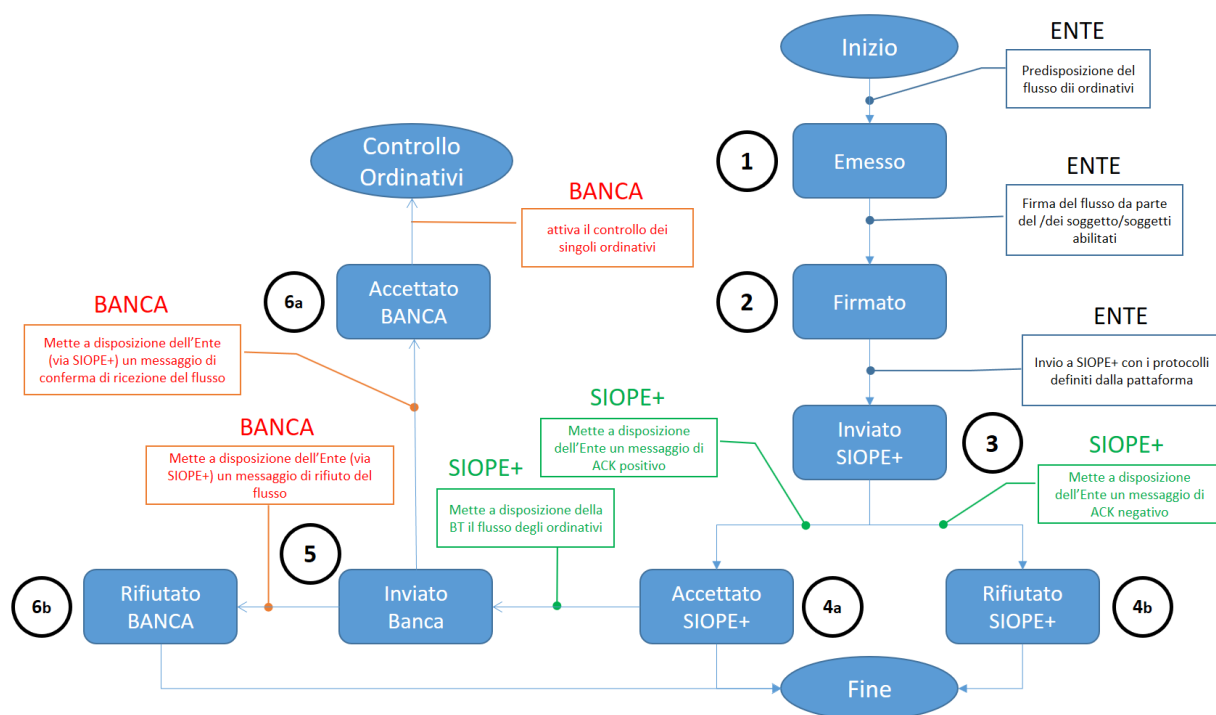 Inizio
ENTE
Predisposizione del
flusso dii ordinativi
1
Emesso
ENTE
Firma del flusso da parte
del /dei soggetto/soggetti
abilitati
Controllo
Ordinativi
BANCA
attiva il controllo dei
singoli ordinativi
6a
Accettato
BANCA
2
Firmato
BANCA
Mette a disposizione dell'Ente
(via SIOPE+) un messaggio di
conferma di ricezione del flusso
ENTE
Invio a SIOPE+ con i protocolli
definiti dalla pattaforma
SIOPE+
Mette a disposizione
dell'Ente un messaggio di
ACK positivo
Inviato
SIOPE+
3
SIOPE+
Mette a disposizione
dell'Ente un messaggio di
ACK negativo
BANCA
Mette a disposizione dell'Ente (via
SIOPE+) un messaggio di rifiuto del
flusso
SIOPE+
Mette a disposizione della
BT il flusso degli ordinativi
5
6b
Rifiutato
BANCA
Inviato
Banca
Accettato
SIOPE+
4a
Rifiutato
SIOPE+
4b
Fine